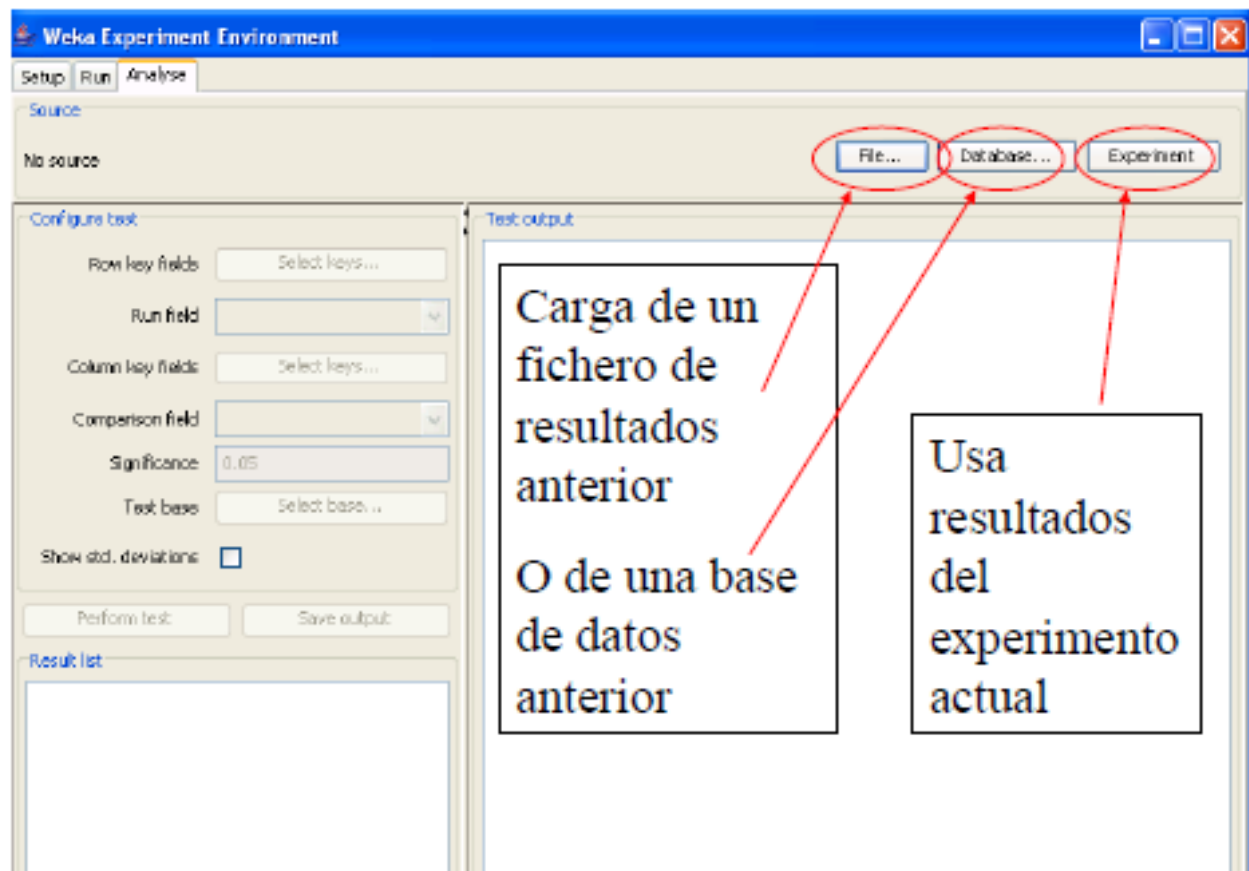 Weka Experiment Environment
Setup Run Analyse
Source
No source
File... Database... Experiment
Configure test
Row key fields Select keys...
Run field
Column key fields Select keys...
Comparison field
Significance 0.05
Test base Select base...
Show std. deviations
Perform test Save output
Result list
Test output
Carga de un
fichero de
resultados
anterior
O de una base
de datos
anterior
Usa
resultados
del
experimento
actual